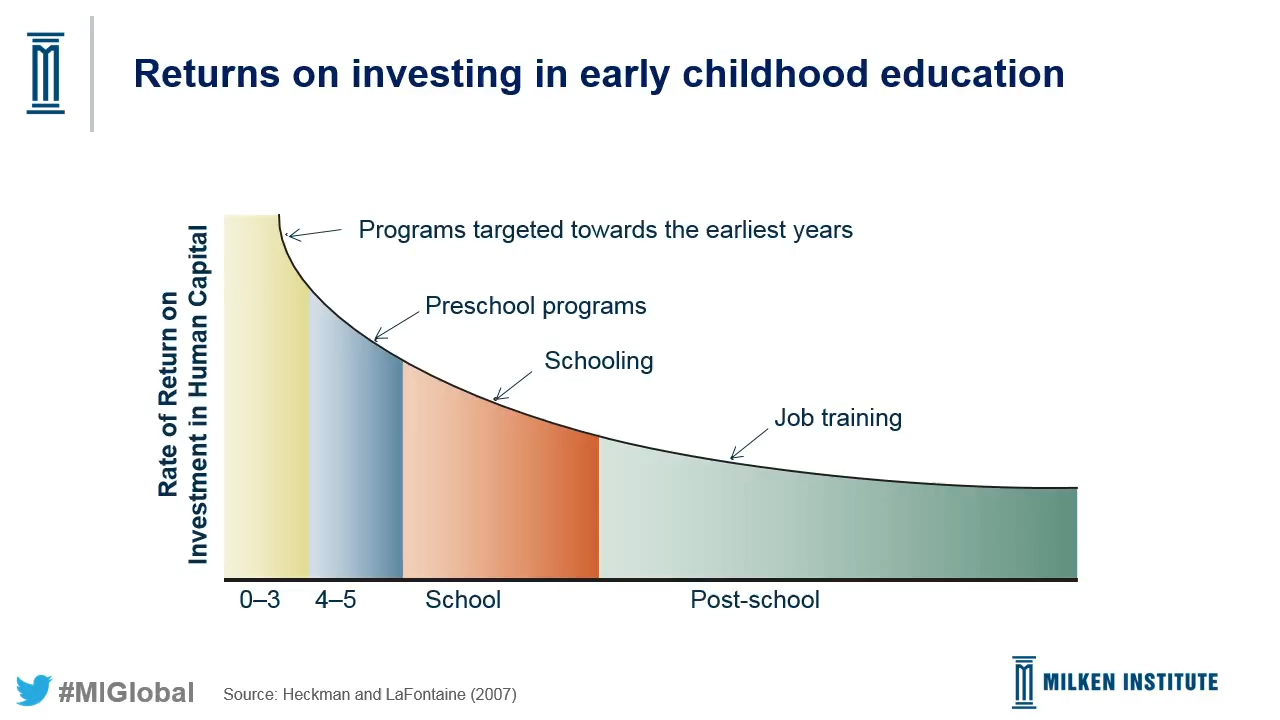 Returns on investing in early childhood education
Rate of Return on
Investment in Human Capital
Programs targeted towards the earliest years
Preschool programs
Schooling
Job training
0–3
4–5
School
Post-school
#MIGlobal
Source: Heckman and LaFontaine (2007)
MILKEN INSTITUTE